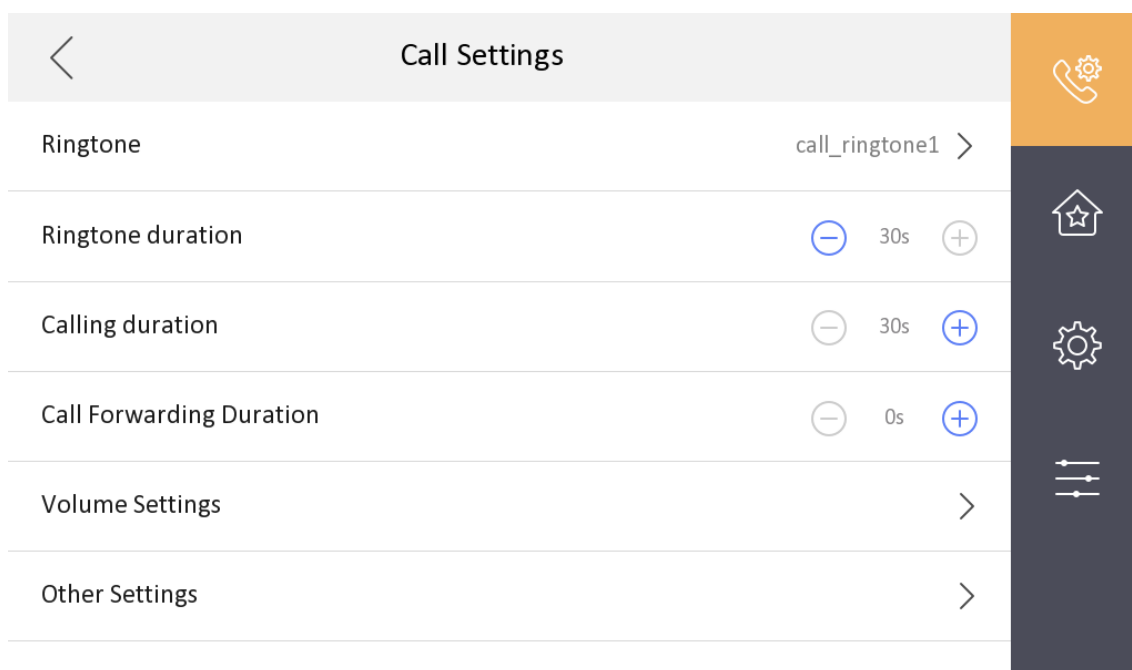 Call Settings
Ringtone call_ringtone1
Ringtone duration 30s
Calling duration 30s
Call Forwarding Duration 0s
Volume Settings
Other Settings